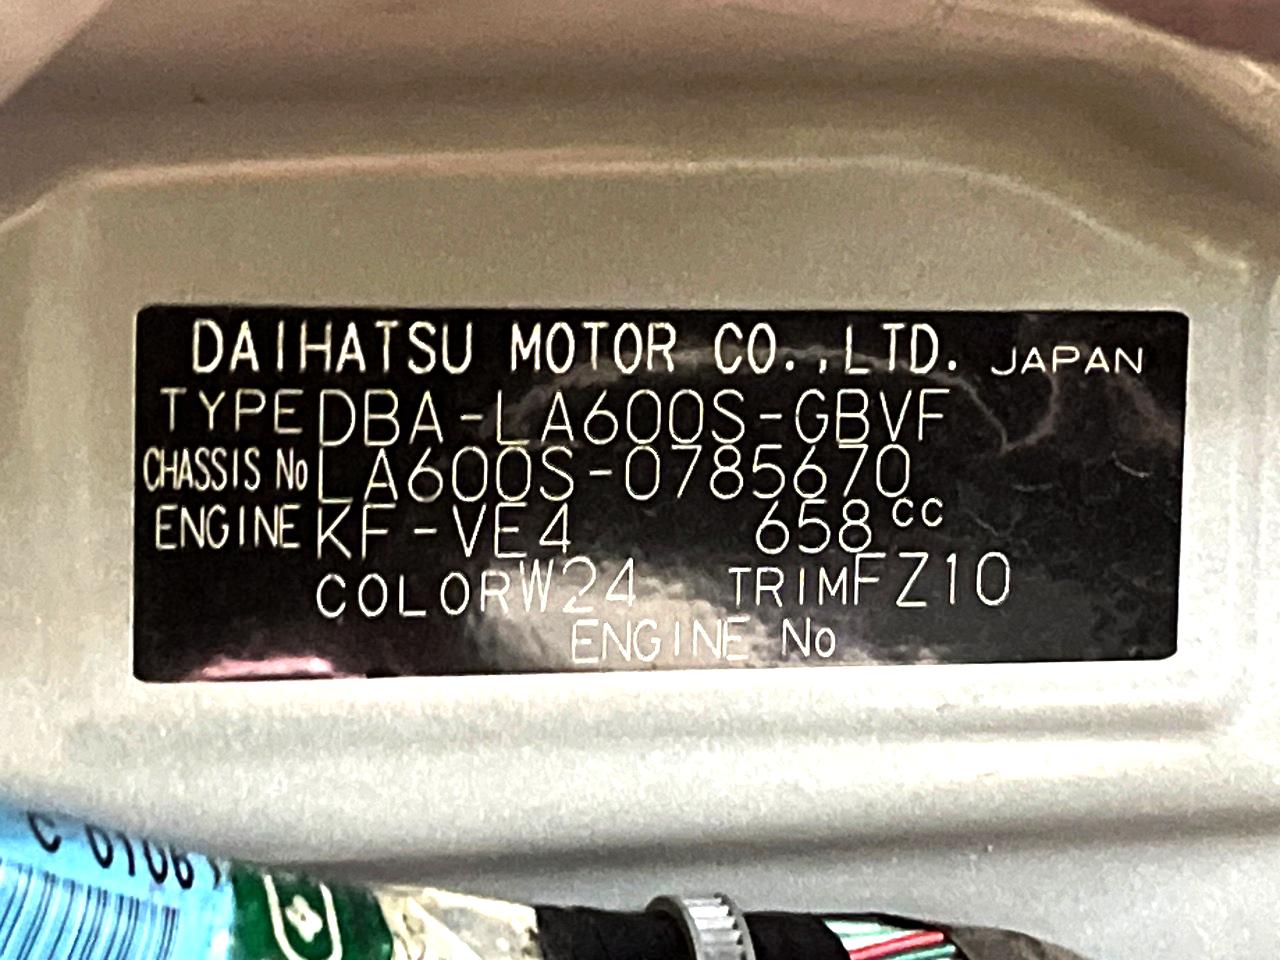 DAIHATSU MOTOR CO.,LTD. JAPAN
TYPE DBA-LA600S-GBVF
CHASSIS No LA600S-0785670
ENGINE KF-VE4 658cc
COLOR W24 TRIM FZ10
ENGINE No